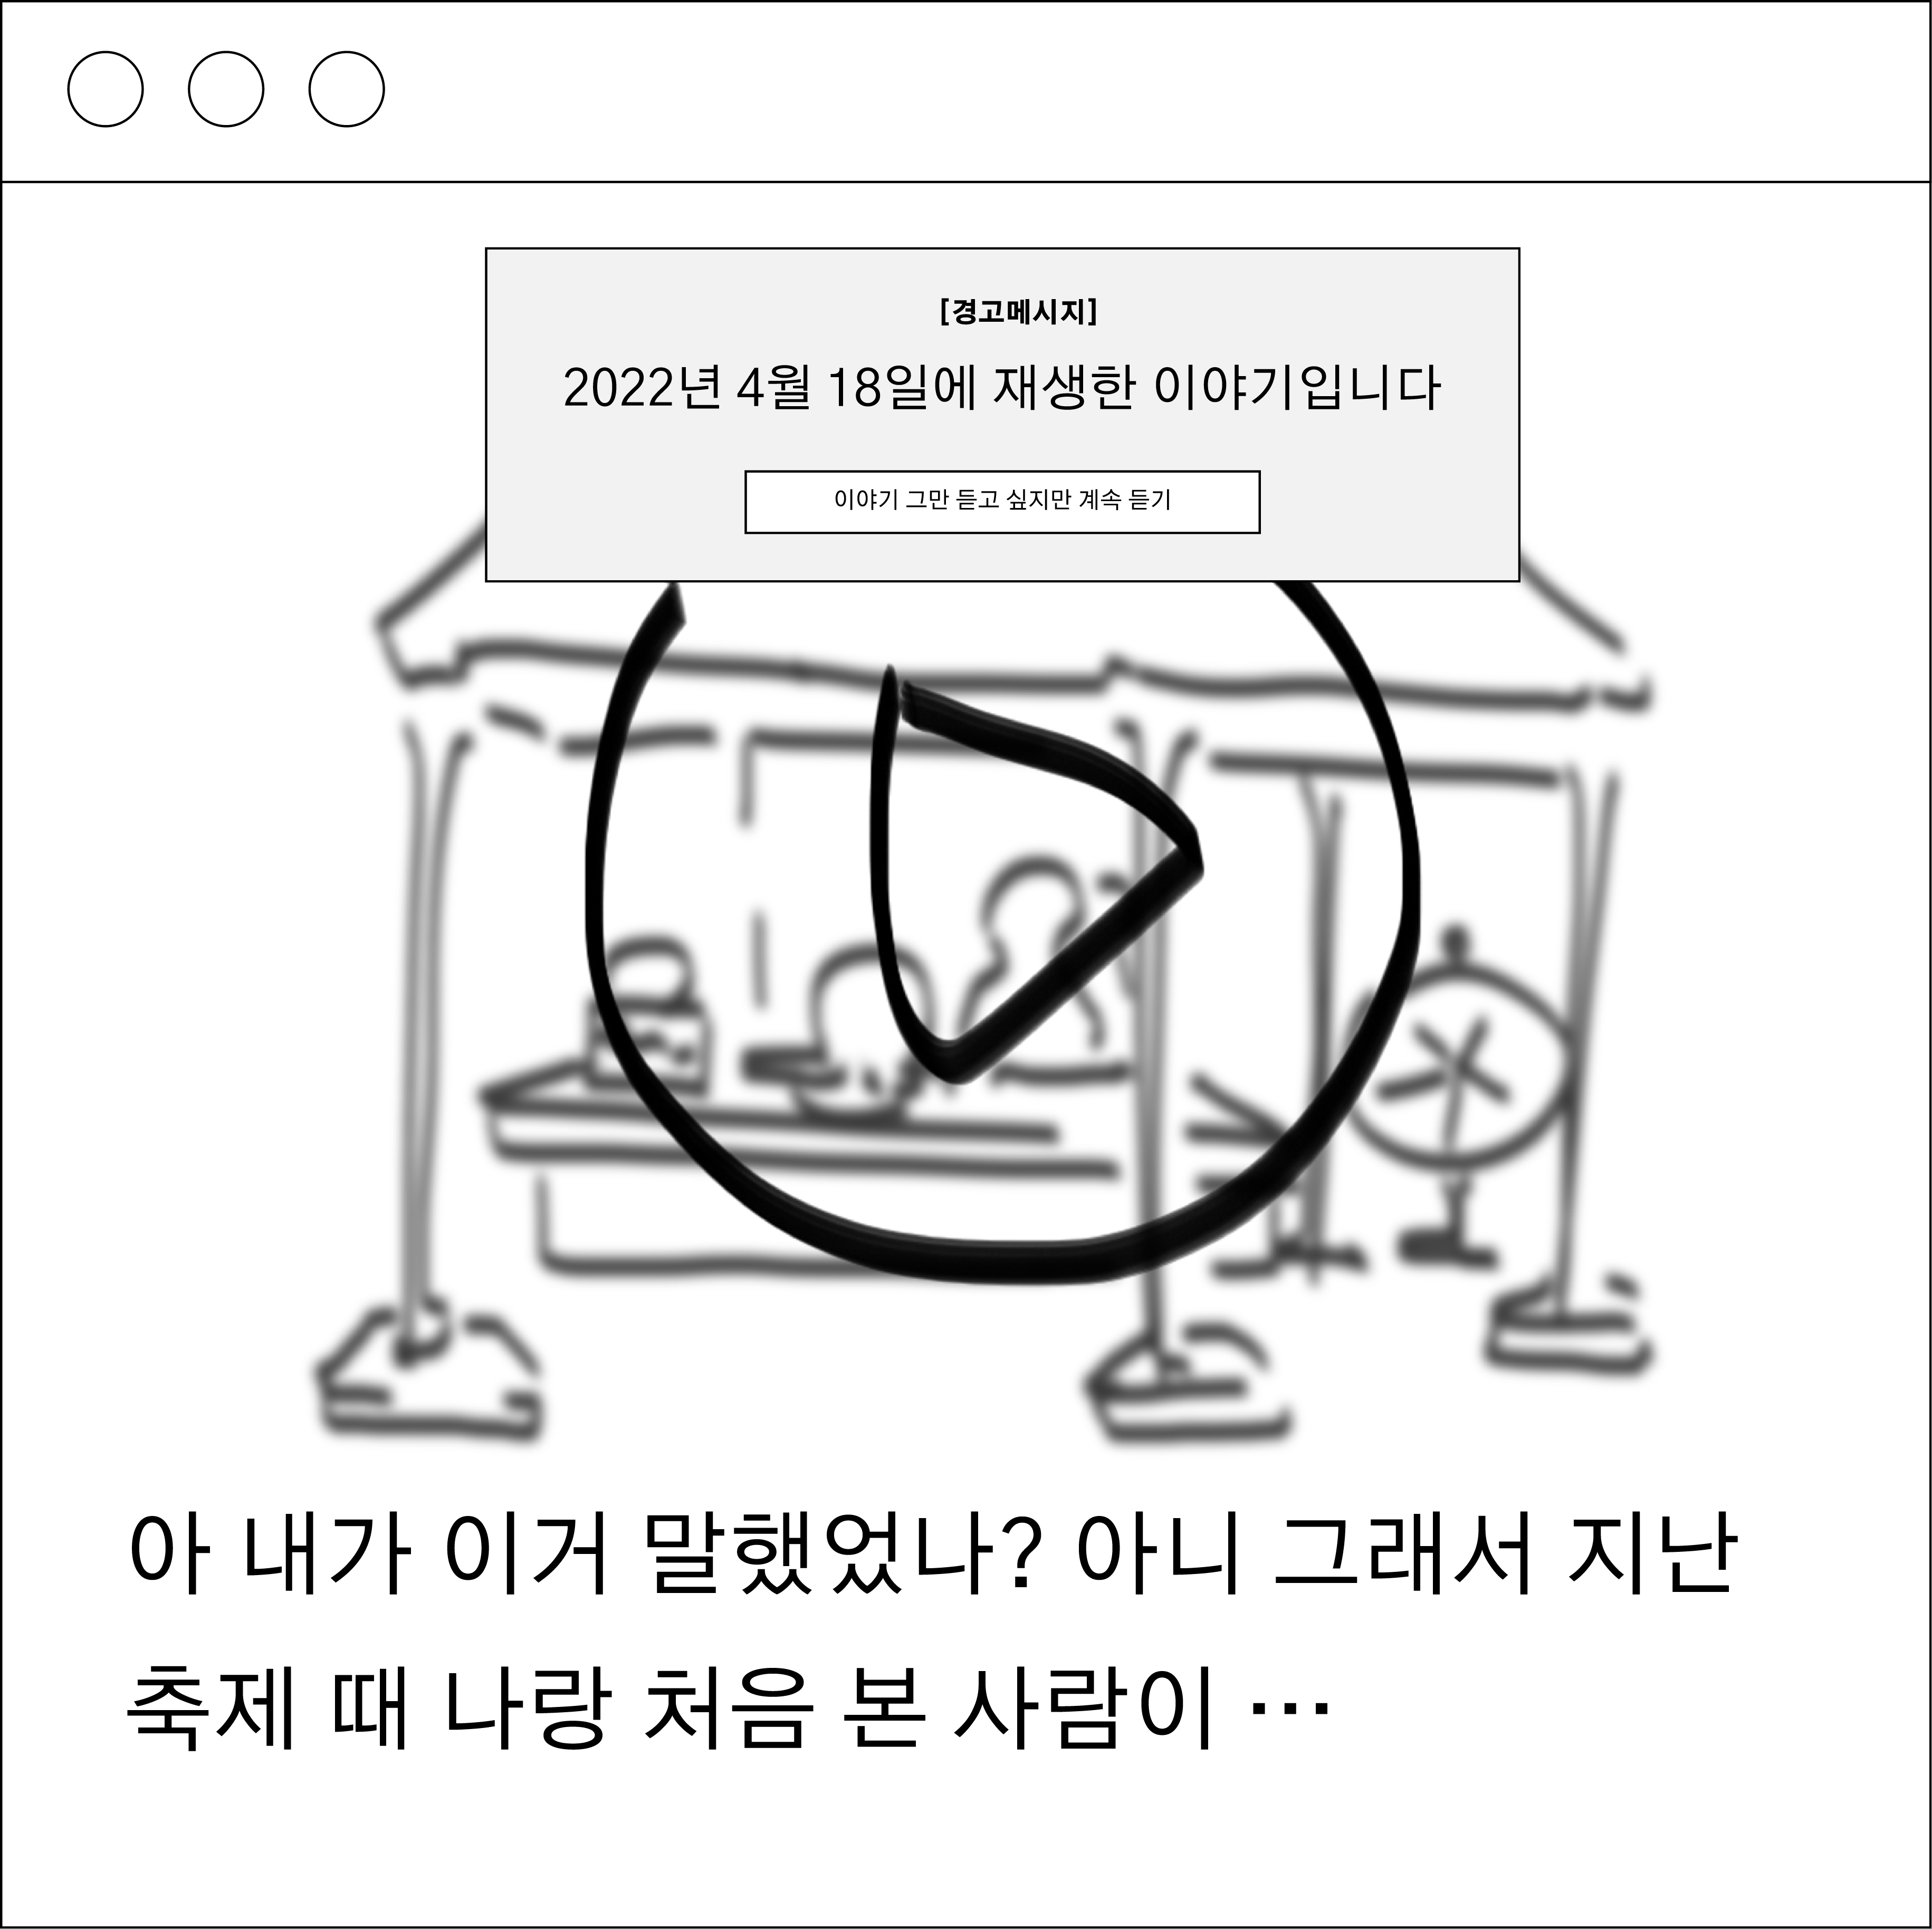 [경고메시지]
2022년 4월 18일에 재생한 이야기입니다
이야기 그만 듣고 싶지만 계속 듣기
아 내가 이거 말했었나? 아니 그래서 지난
축제 때 나랑 처음 본 사람이 ···